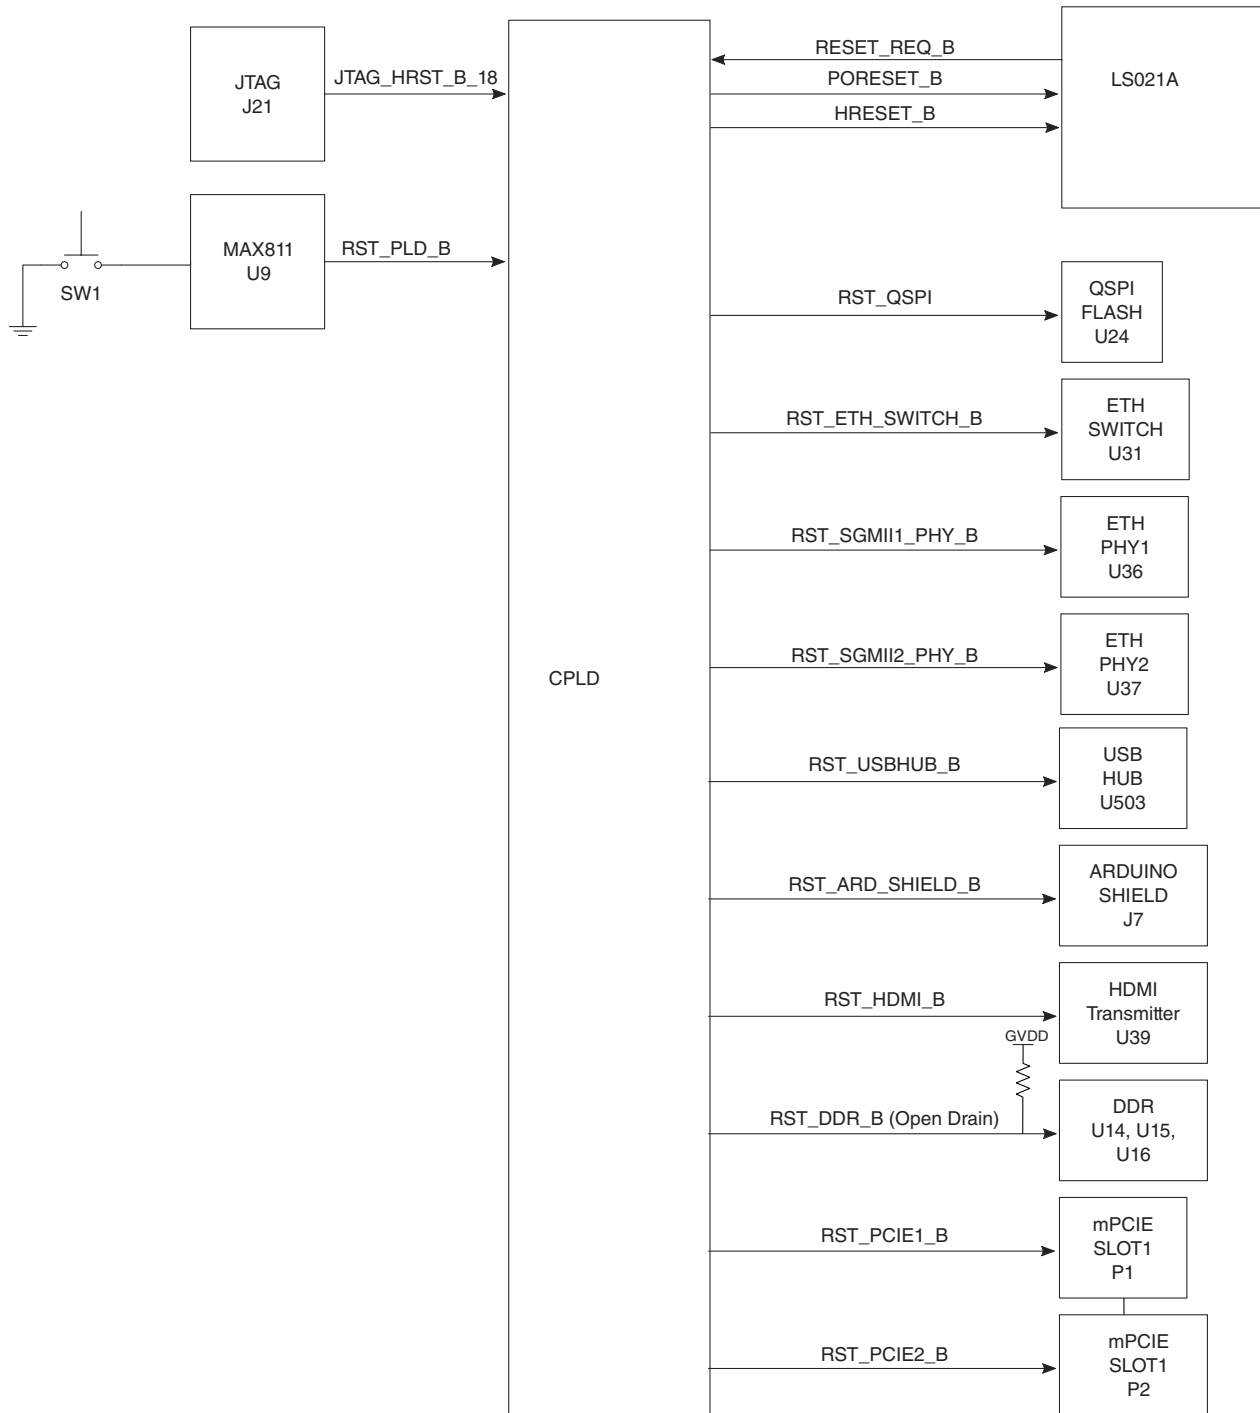 JTAG
J21
JTAG_HRST_B_18
MAX811
U9
RST_PLD_B
SW1
CPLD
RESET_REQ_B
PORESET_B
HRESET_B
LS021A
RST_QSPI
QSPI
FLASH
U24
RST_ETH_SWITCH_B
ETH
SWITCH
U31
RST_SGMII1_PHY_B
ETH
PHY1
U36
RST_SGMII2_PHY_B
ETH
PHY2
U37
RST_USBHUB_B
USB
HUB
U503
RST_ARD_SHIELD_B
ARDUINO
SHIELD
J7
RST_HDMI_B
HDMI
Transmitter
U39
GVDD
RST_DDR_B (Open Drain)
DDR
U14, U15,
U16
RST_PCIE1_B
mPCIE
SLOT1
P1
RST_PCIE2_B
mPCIE
SLOT1
P2